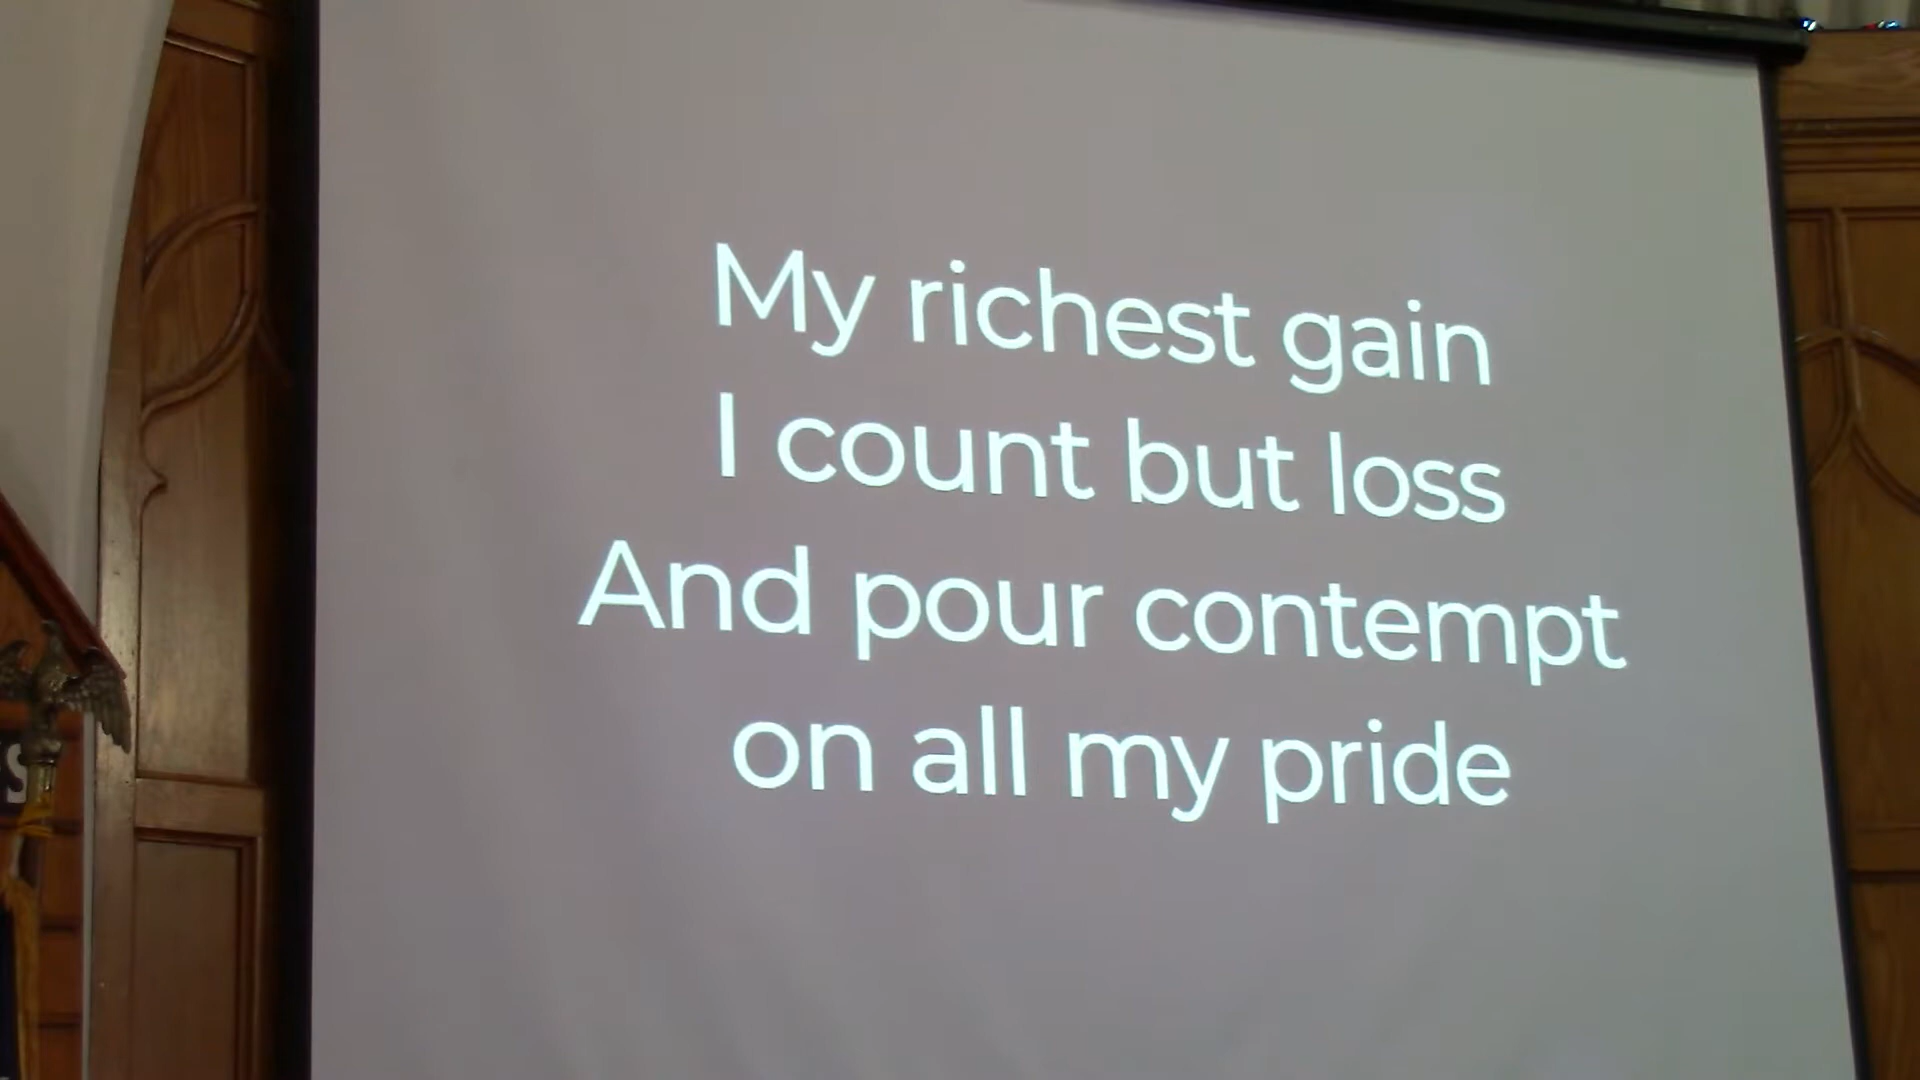 My richest gain
I count but loss
And pour contempt
on all my pride